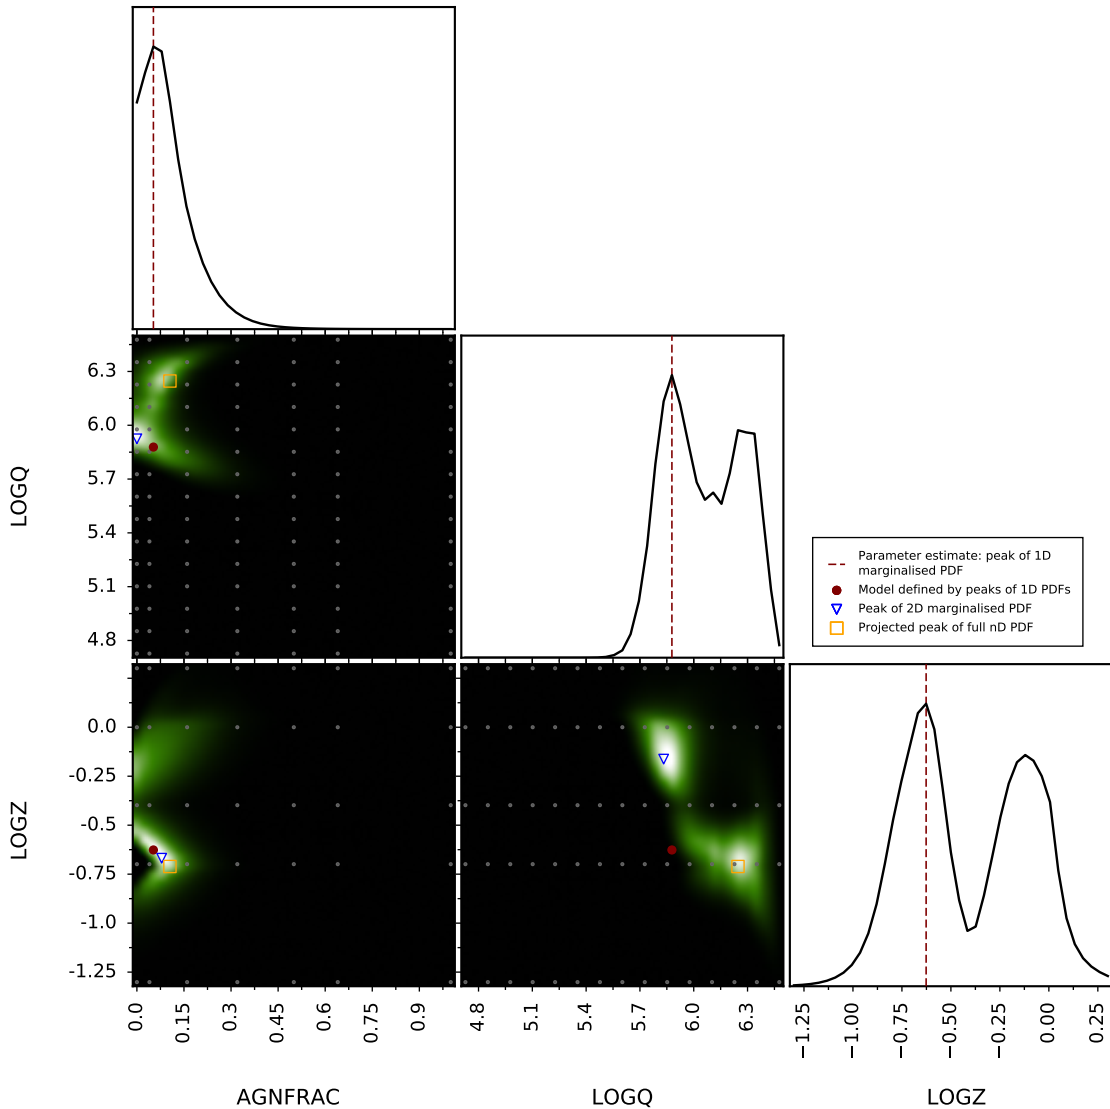 6.3
6.0
5.7
5.4
5.1
4.8
LOGQ
Parameter estimate: peak of 1D
marginalised PDF
Model defined by peaks of 1D PDFs
Peak of 2D marginalised PDF
Projected peak of full nD PDF
0.0
-0.25
-0.5
-0.75
-1.0
-1.25
LOGZ
0.0 0.15 0.3 0.45 0.6 0.75 0.9
4.8 5.1 5.4 5.7 6.0 6.3
−1.25 −1.00 −0.75 −0.50 −0.25 0.00 0.25
AGNFRAC LOGQ LOGZ